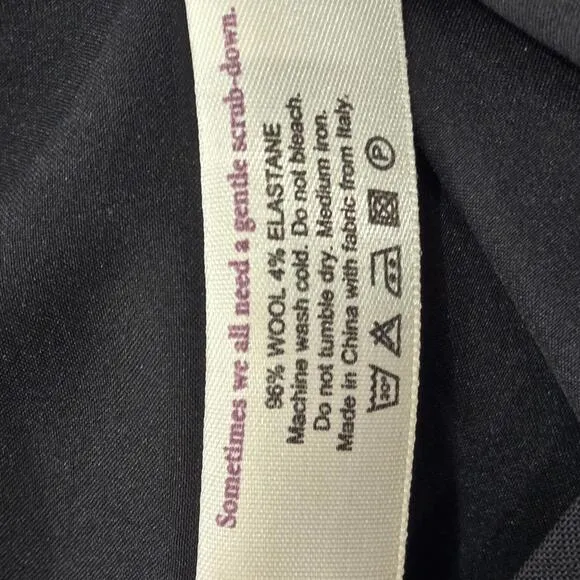 Sometimes we all need a gentle scrub-down.
96% WOOL 4% ELASTANE
Machine wash cold. Do not bleach.
Do not tumble dry. Medium iron.
Made in China with fabric from Italy.
30° P